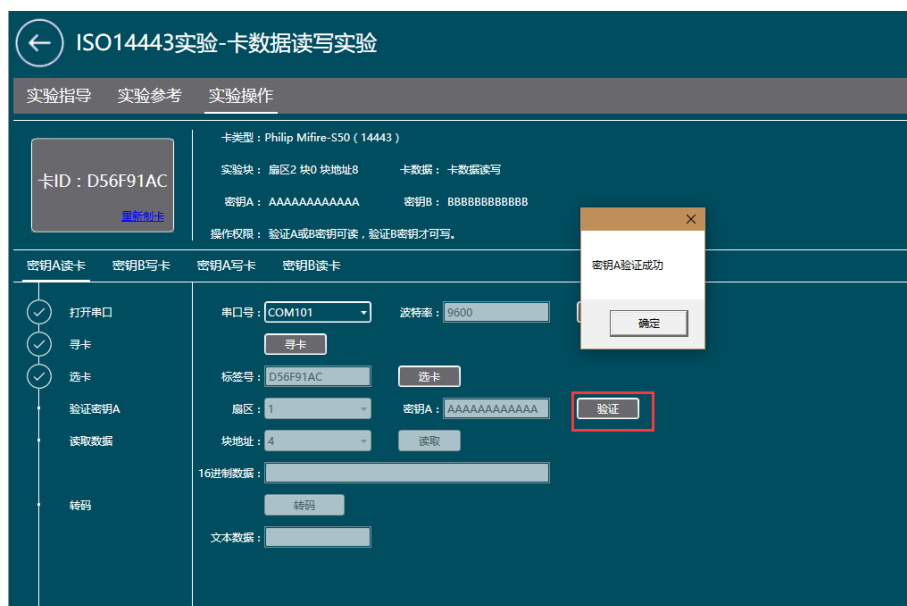 ISO14443实验-卡数据读写实验
实验指导 实验参考 实验操作
卡ID：D56F91AC
重新制卡
卡类型：Philip Mifire-S50（14443）
实验块： 扇区2 块0 块地址8 卡数据： 卡数据读写
密钥A： AAAAAAAAAAAA 密钥B： BBBBBBBBBBBB
操作权限： 验证A或B密钥可读，验证B密钥才可写。
密钥A验证成功
确定
密钥A读卡 密钥B写卡 密钥A写卡 密钥B读卡
打开串口 串口号： COM101 波特率： 9600
寻卡 寻卡
选卡 标签号： D56F91AC 选卡
验证密钥A 扇区： 1 密钥A： AAAAAAAAAAAA 验证
读取数据 块地址： 4 读取
16进制数据：
转码 转码
文本数据：